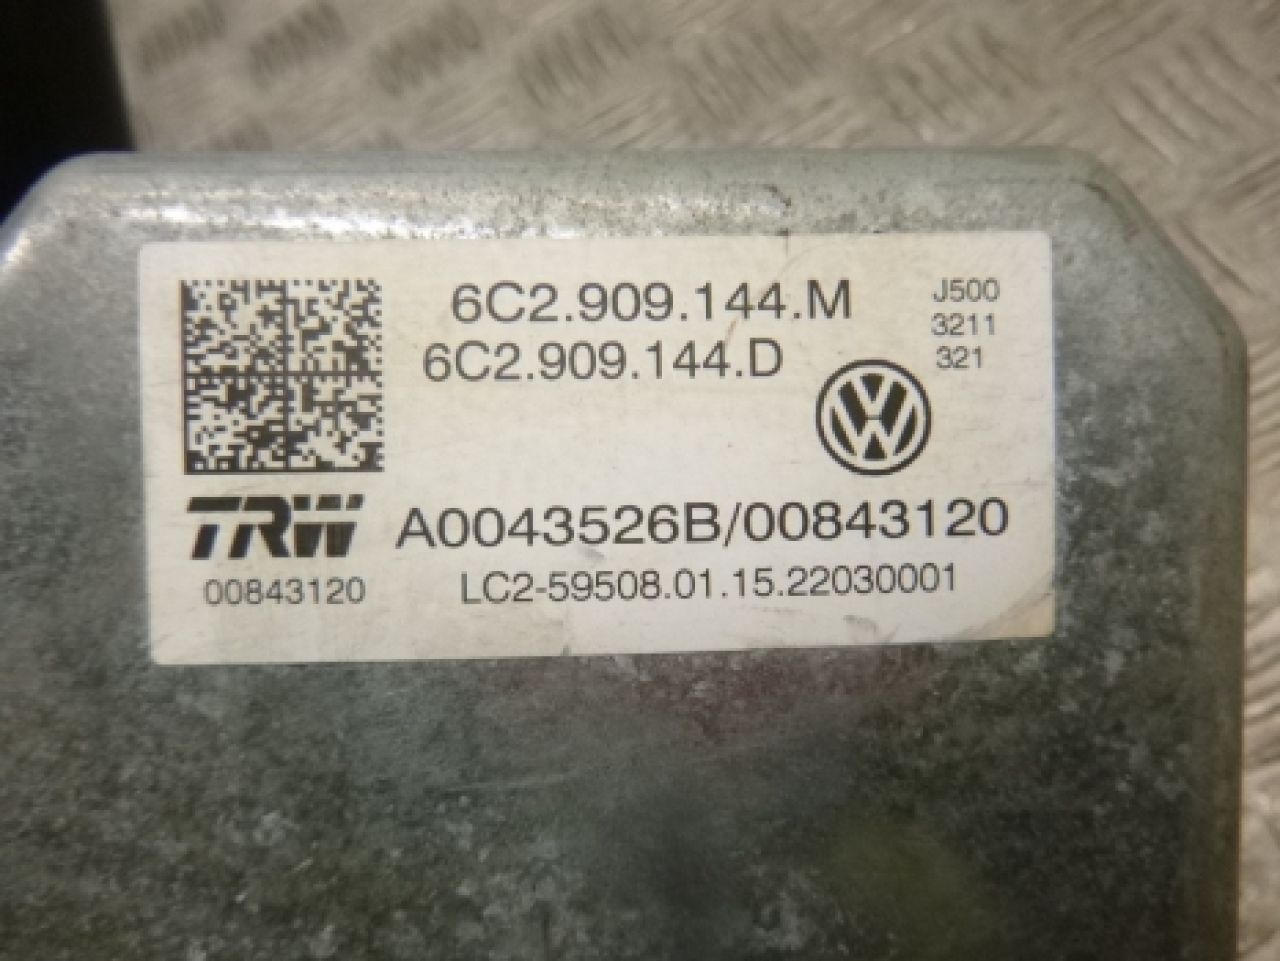 6C2.909.144.M
6C2.909.144.D
J500
3211
321
TRW
00843120
A0043526B/00843120
LC2-59508.01.15.22030001